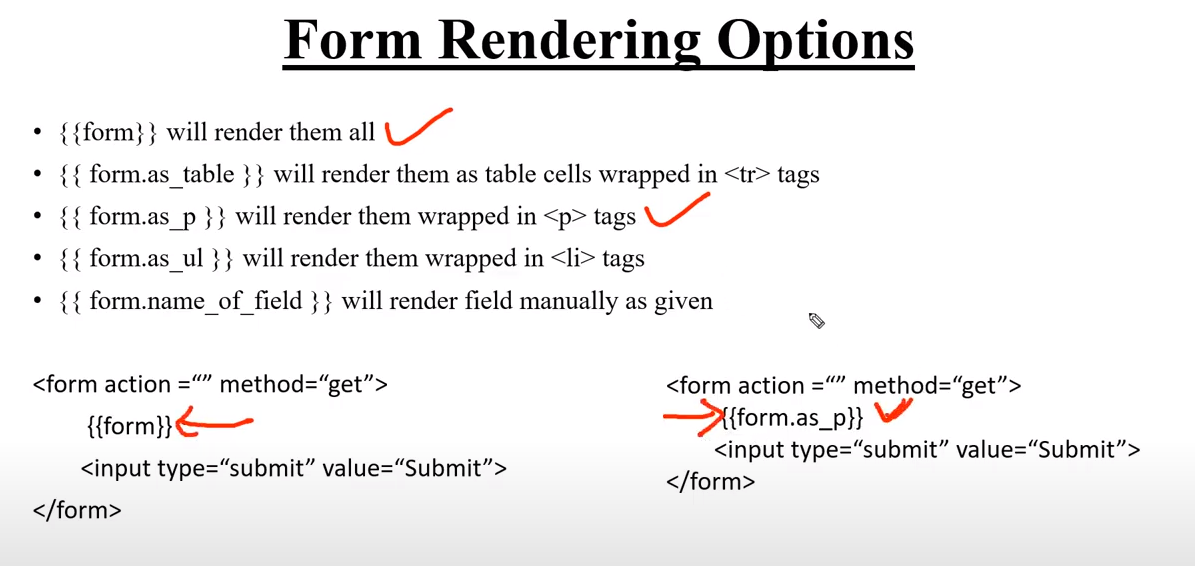 Form Rendering Options
• {{form}} will render them all
• {{ form.as_table }} will render them as table cells wrapped in <tr> tags
• {{ form.as_p }} will render them wrapped in <p> tags
• {{ form.as_ul }} will render them wrapped in <li> tags
• {{ form.name_of_field }} will render field manually as given
<form action =“” method=“get”>
{{form}}
<input type=“submit” value=“Submit”>
</form>
<form action =“” method=“get”>
{{form.as_p}}
<input type=“submit” value=“Submit”>
</form>